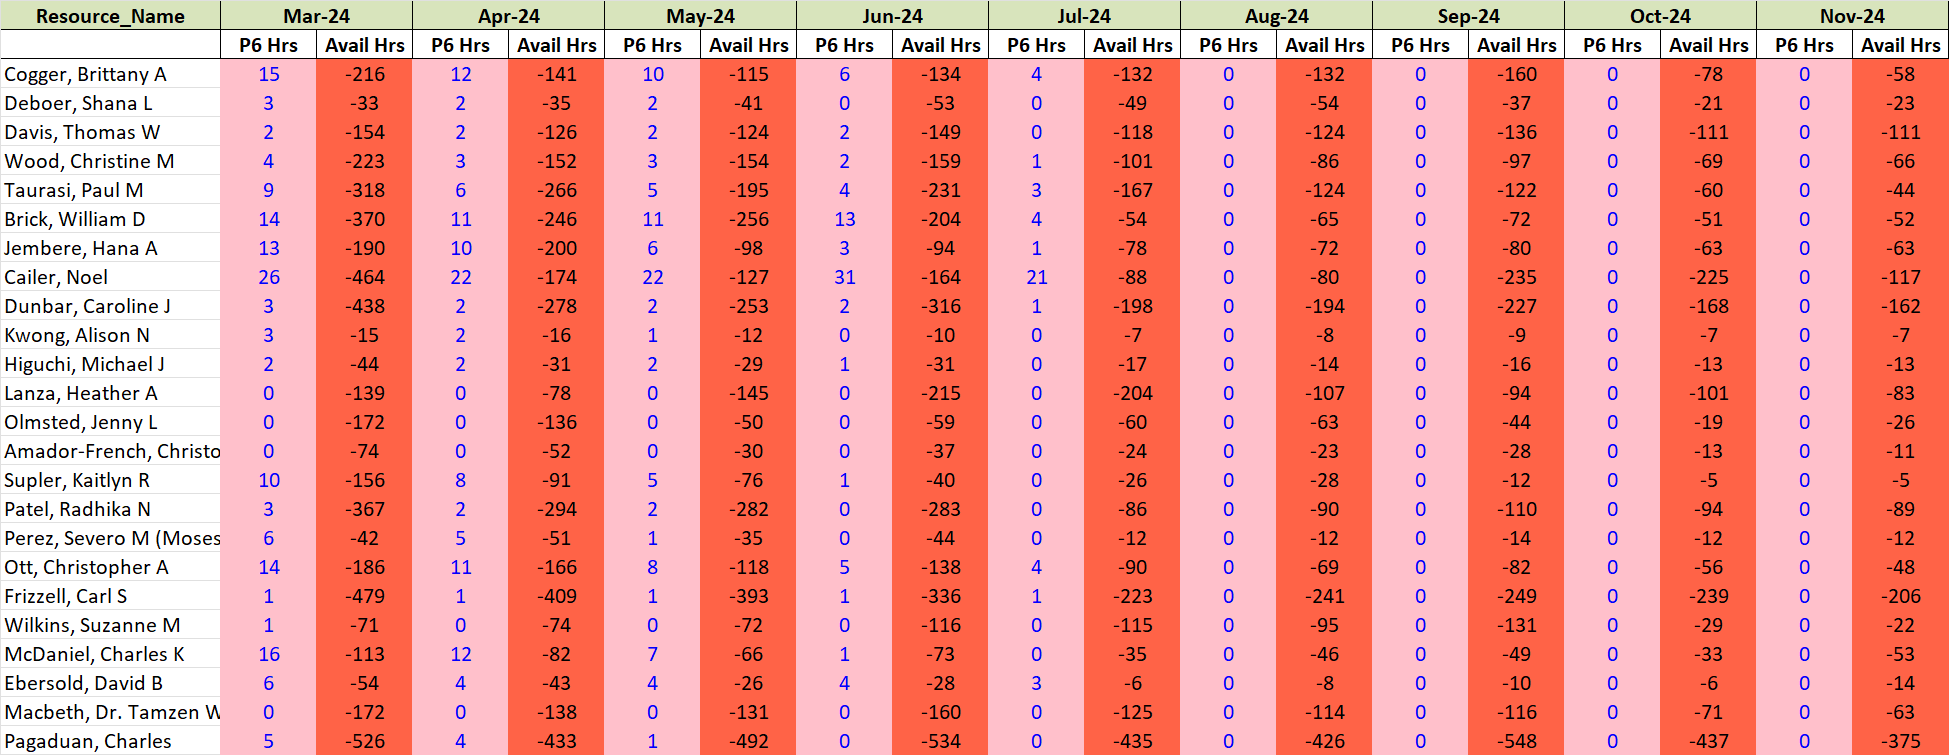 Resource_Name Mar-24 Apr-24 May-24 Jun-24 Jul-24 Aug-24 Sep-24 Oct-24 Nov-24
P6 Hrs Avail Hrs P6 Hrs Avail Hrs P6 Hrs Avail Hrs P6 Hrs Avail Hrs P6 Hrs Avail Hrs P6 Hrs Avail Hrs P6 Hrs Avail Hrs P6 Hrs Avail Hrs P6 Hrs Avail Hrs
Cogger, Brittany A 15 -216 12 -141 10 -115 6 -134 4 -132 0 -132 0 -160 0 -78 0 -58
Deboer, Shana L 3 -33 2 -35 2 -41 0 -53 0 -49 0 -54 0 -37 0 -21 0 -23
Davis, Thomas W 2 -154 2 -126 2 -124 2 -149 0 -118 0 -124 0 -136 0 -111 0 -111
Wood, Christine M 4 -223 3 -152 3 -154 2 -159 1 -101 0 -86 0 -97 0 -69 0 -66
Taurasi, Paul M 9 -318 6 -266 5 -195 4 -231 3 -167 0 -124 0 -122 0 -60 0 -44
Brick, William D 14 -370 11 -246 11 -256 13 -204 4 -54 0 -65 0 -72 0 -51 0 -52
Jembere, Hana A 13 -190 10 -200 6 -98 3 -94 1 -78 0 -72 0 -80 0 -63 0 -63
Cailer, Noel 26 -464 22 -174 22 -127 31 -164 21 -88 0 -80 0 -235 0 -225 0 -117
Dunbar, Caroline J 3 -438 2 -278 2 -253 2 -316 1 -198 0 -194 0 -227 0 -168 0 -162
Kwong, Alison N 3 -15 2 -16 1 -12 0 -10 0 -7 0 -8 0 -9 0 -7 0 -7
Higuchi, Michael J 2 -44 2 -31 2 -29 1 -31 0 -17 0 -14 0 -16 0 -13 0 -13
Lanza, Heather A 0 -139 0 -78 0 -145 0 -215 0 -204 0 -107 0 -94 0 -101 0 -83
Olmsted, Jenny L 0 -172 0 -136 0 -50 0 -59 0 -60 0 -63 0 -44 0 -19 0 -26
Amador-French, Christo 0 -74 0 -52 0 -30 0 -37 0 -24 0 -23 0 -28 0 -13 0 -11
Supler, Kaitlyn R 10 -156 8 -91 5 -76 1 -40 0 -26 0 -28 0 -12 0 -5 0 -5
Patel, Radhika N 3 -367 2 -294 2 -282 0 -283 0 -86 0 -90 0 -110 0 -94 0 -89
Perez, Severo M (Moses 6 -42 5 -51 1 -35 0 -44 0 -12 0 -12 0 -14 0 -12 0 -12
Ott, Christopher A 14 -186 11 -166 8 -118 5 -138 4 -90 0 -69 0 -82 0 -56 0 -48
Frizzell, Carl S 1 -479 1 -409 1 -393 1 -336 1 -223 0 -241 0 -249 0 -239 0 -206
Wilkins, Suzanne M 1 -71 0 -74 0 -72 0 -116 0 -115 0 -95 0 -131 0 -29 0 -22
McDaniel, Charles K 16 -113 12 -82 7 -66 1 -73 0 -35 0 -46 0 -49 0 -33 0 -53
Ebersold, David B 6 -54 4 -43 4 -26 4 -28 3 -6 0 -8 0 -10 0 -6 0 -14
Macbeth, Dr. Tamzen W 0 -172 0 -138 0 -131 0 -160 0 -125 0 -114 0 -116 0 -71 0 -63
Pagaduan, Charles 5 -526 4 -433 1 -492 0 -534 0 -435 0 -426 0 -548 0 -437 0 -375